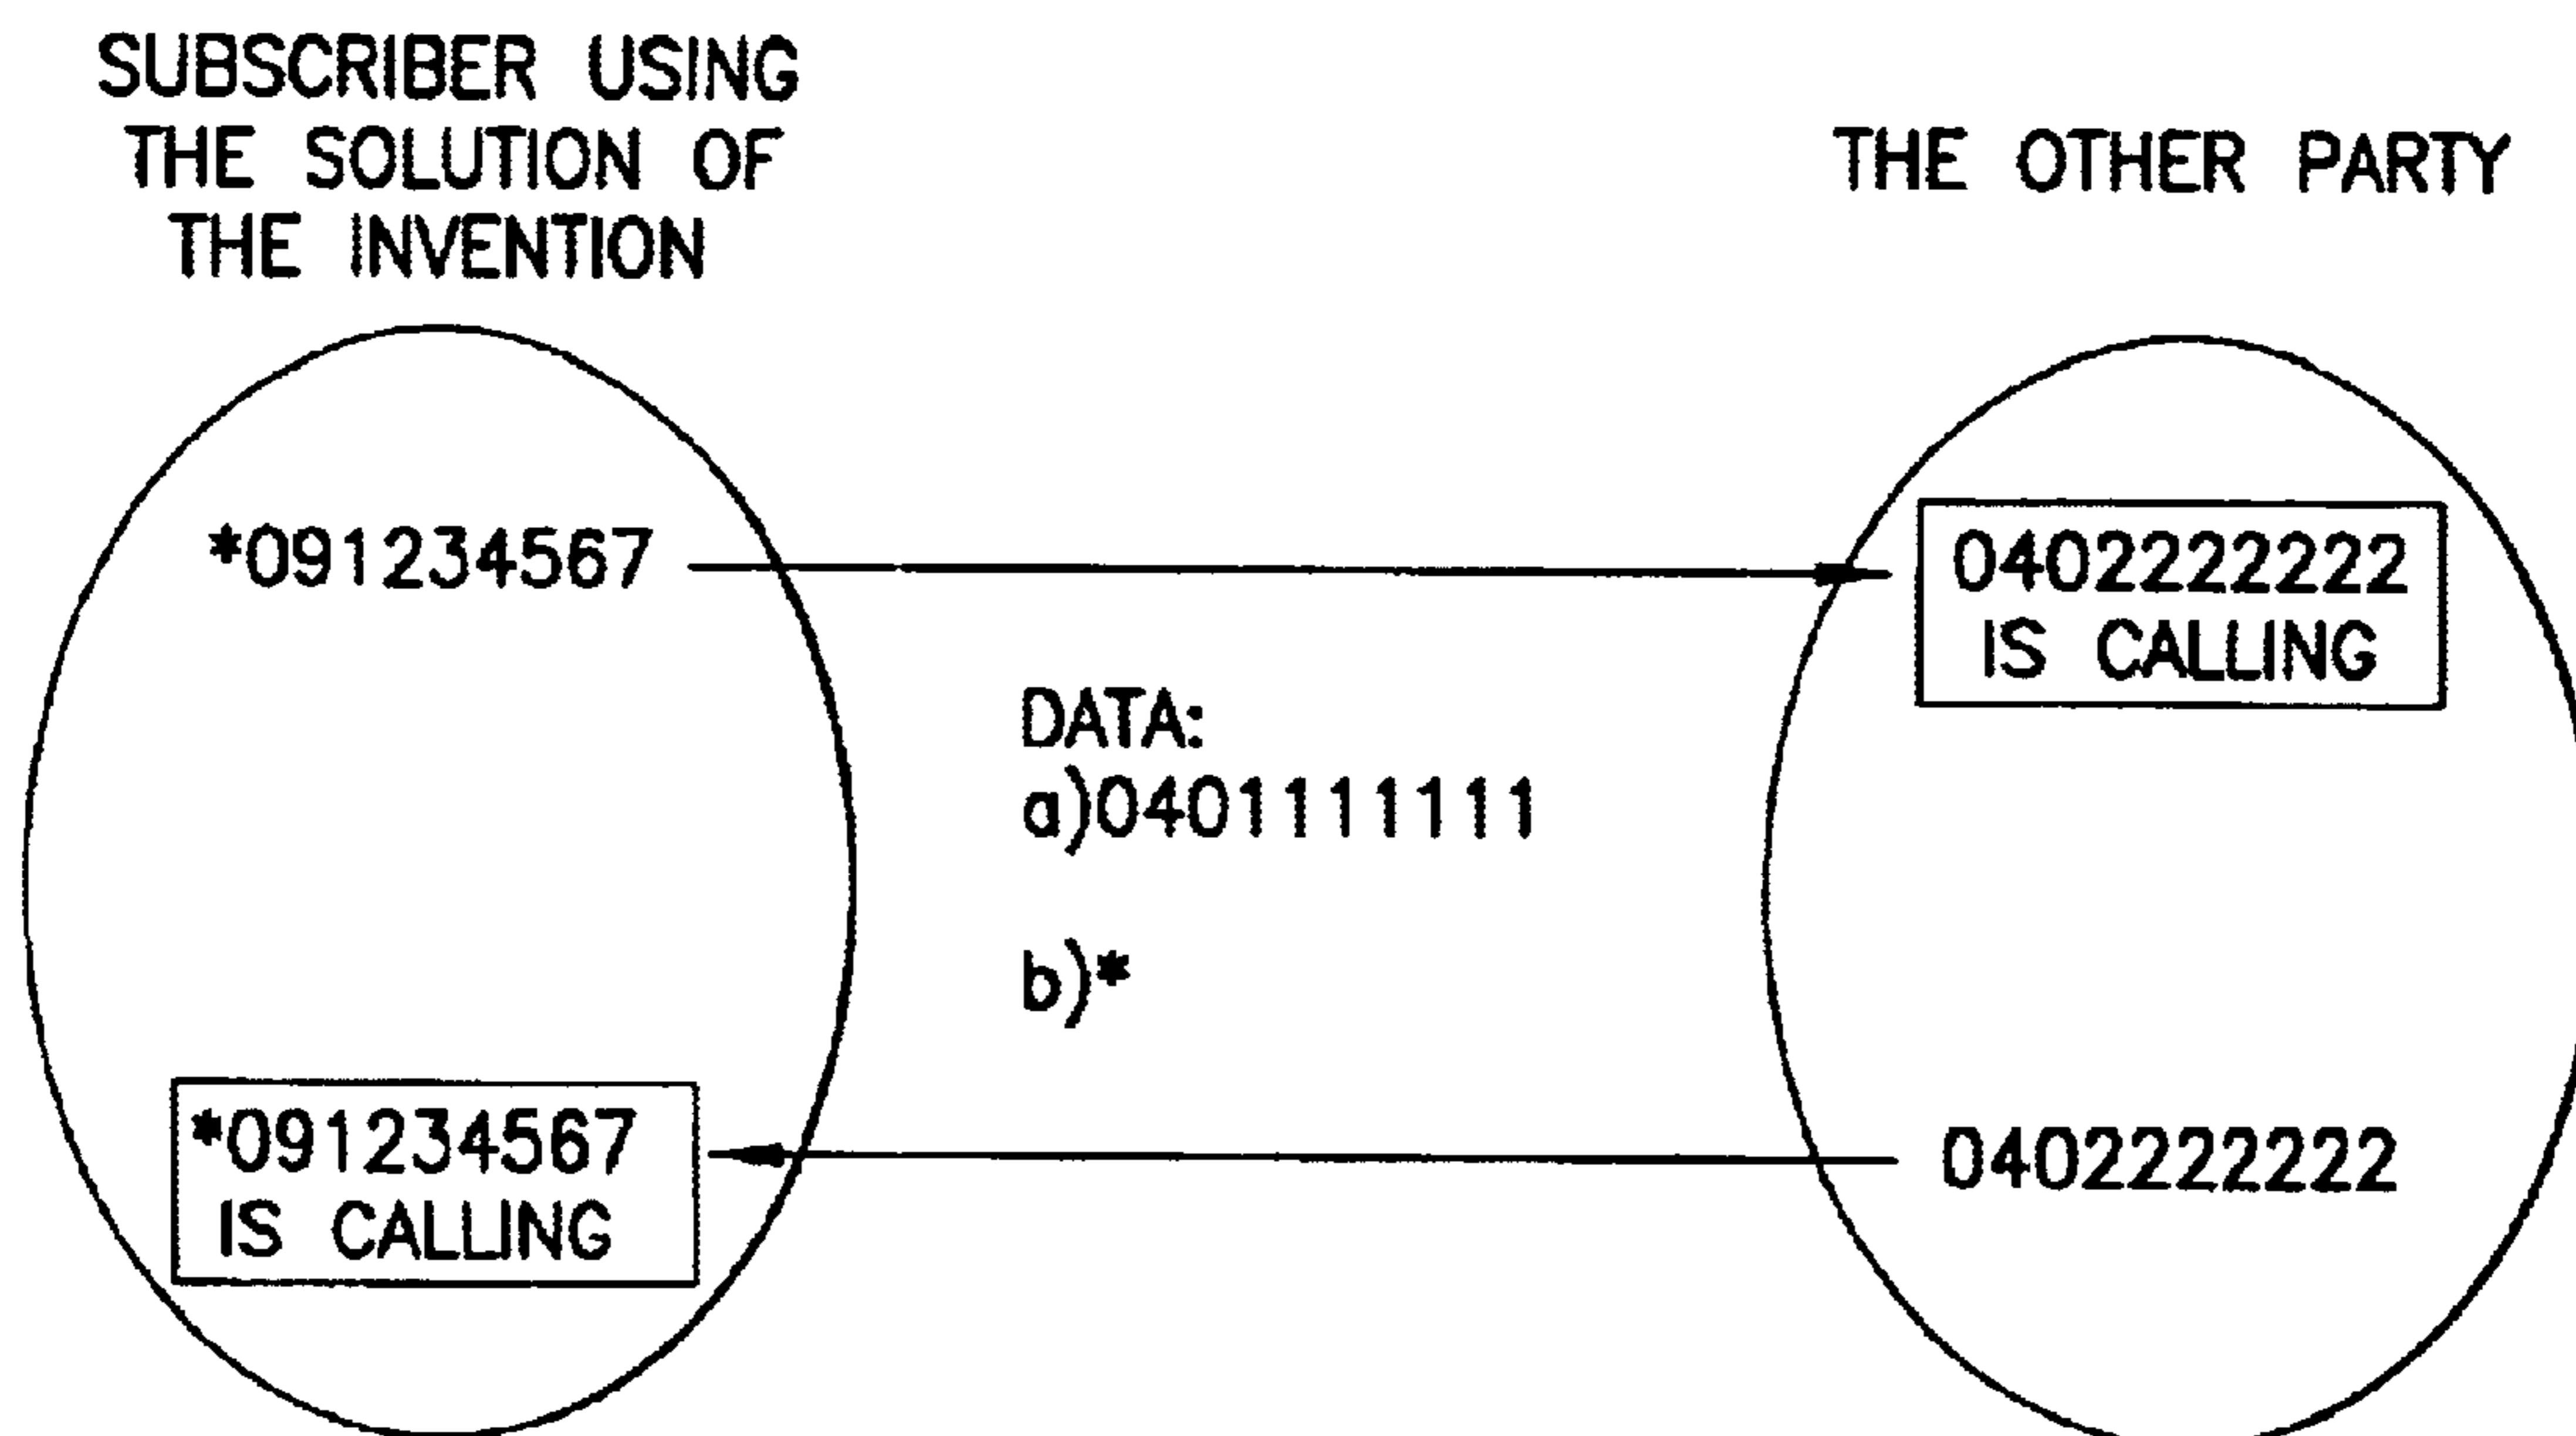 SUBSCRIBER USING
THE SOLUTION OF
THE INVENTION
THE OTHER PARTY
*091234567
0402222222
IS CALLING
DATA:
a)0401111111
b)*
*091234567
IS CALLING
0402222222